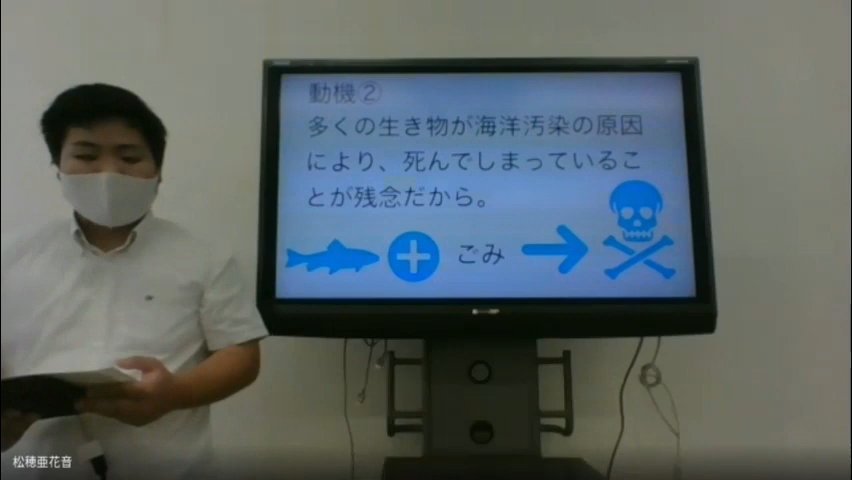 動機②
多くの生き物が海洋汚染の原因
により、死んでしまっているこ
とが残念だから。
ごみ
松穂亜花音